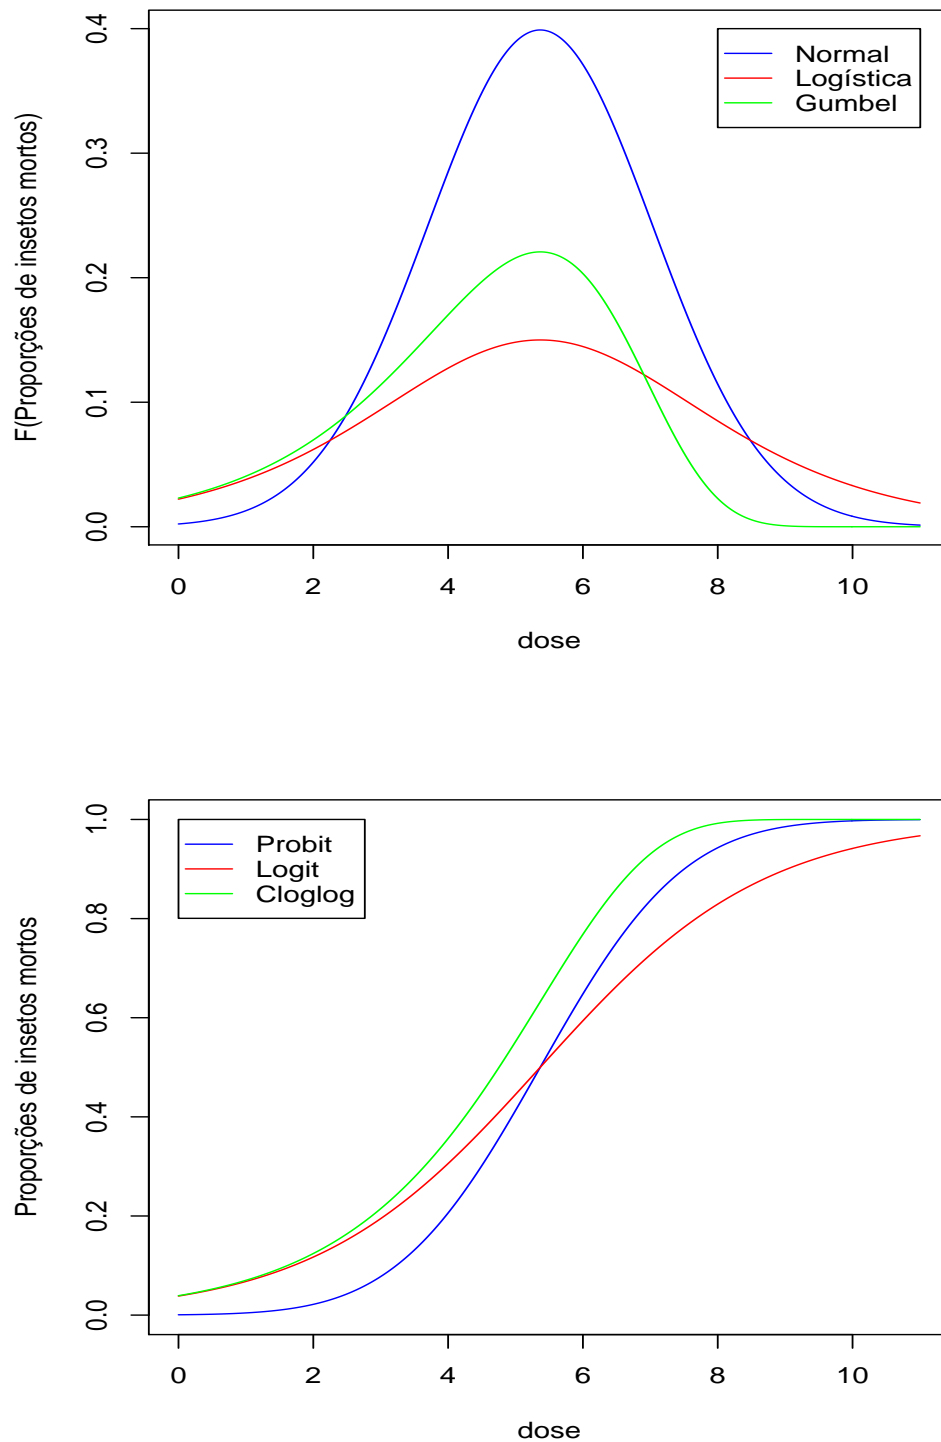 F(Proporções de insetos mortos)
0.4
0.3
0.2
0.1
0.0
Normal
Logística
Gumbel
0 2 4 6 8 10
dose
Proporções de insetos mortos
1.0
0.8
0.6
0.4
0.2
0.0
Probit
Logit
Cloglog
0 2 4 6 8 10
dose